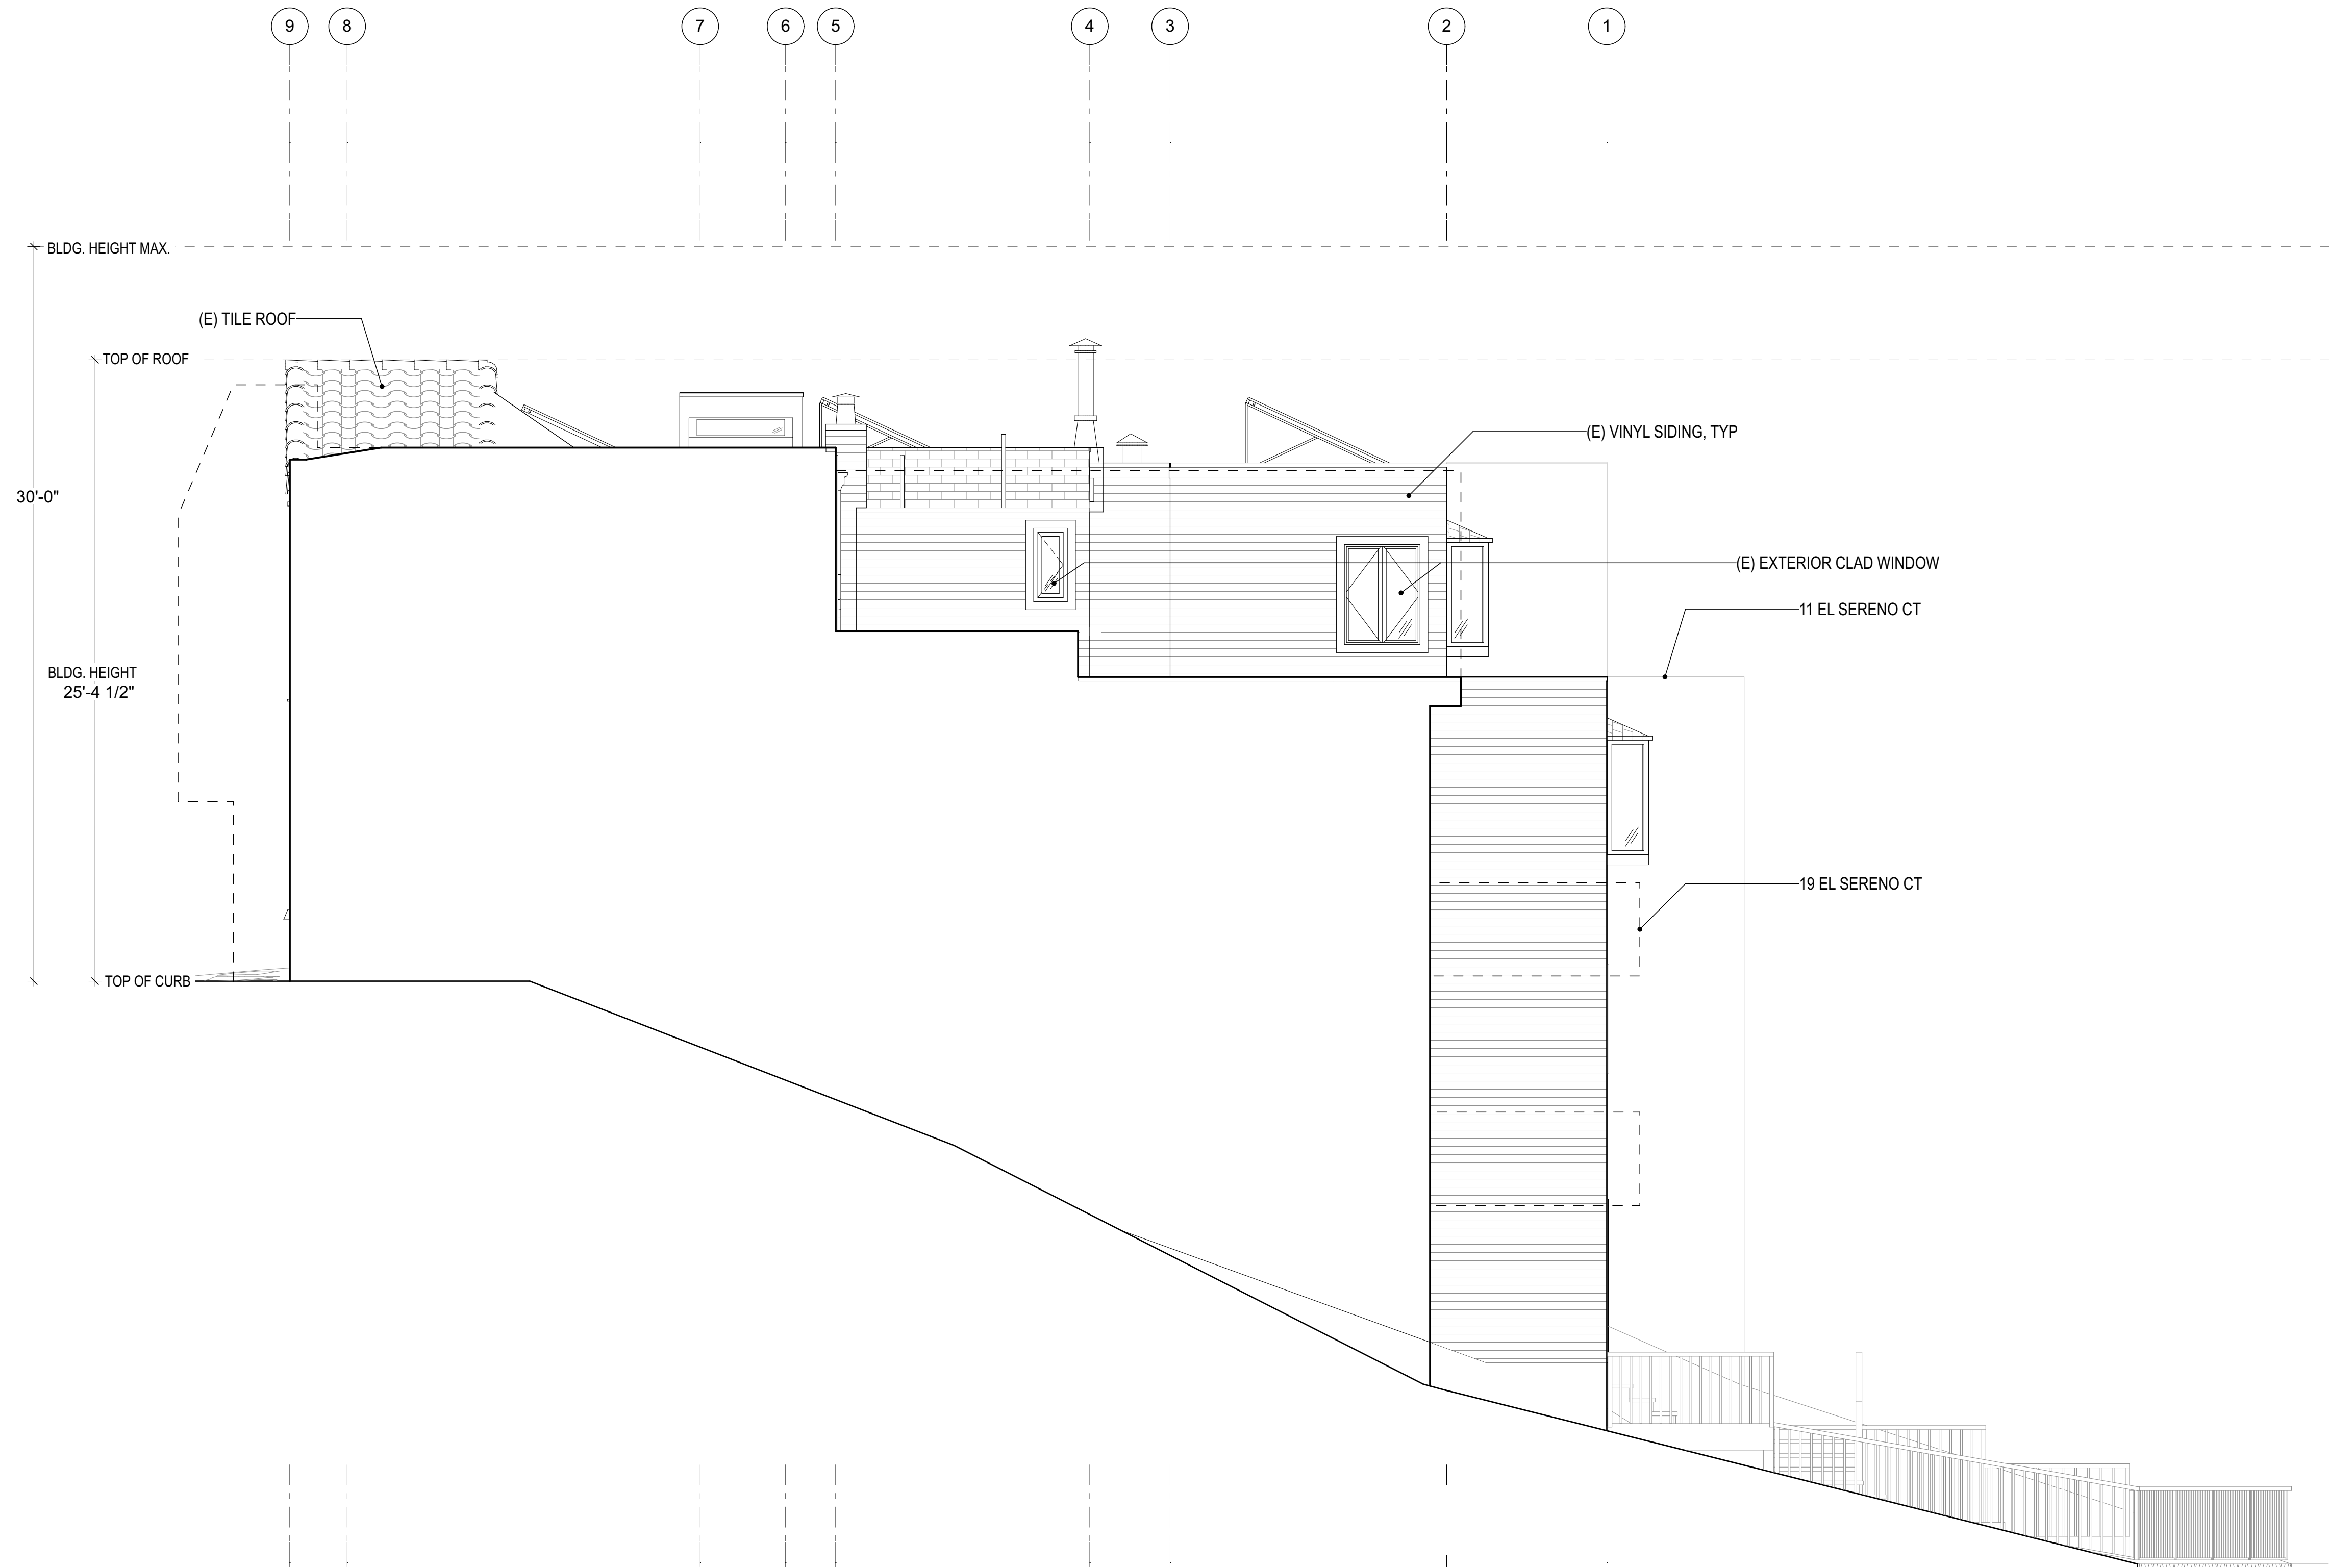 9 8 7 6 5 4 3 2 1
BLDG. HEIGHT MAX.
(E) TILE ROOF
TOP OF ROOF
(E) VINYL SIDING, TYP
30'-0"
(E) EXTERIOR CLAD WINDOW
11 EL SERENO CT
BLDG. HEIGHT
25'-4 1/2"
19 EL SERENO CT
TOP OF CURB